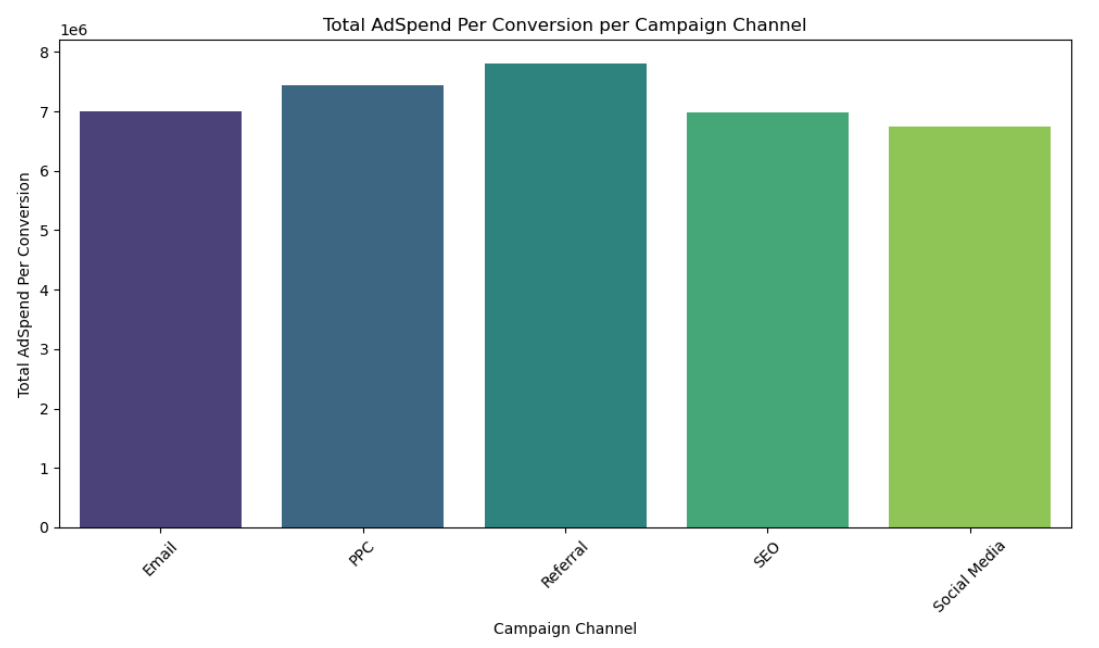 Total AdSpend Per Conversion per Campaign Channel
1e6
8
7
6
5
4
3
2
1
0
Total AdSpend Per Conversion
Email
PPC
Referral
SEO
Social Media
Campaign Channel